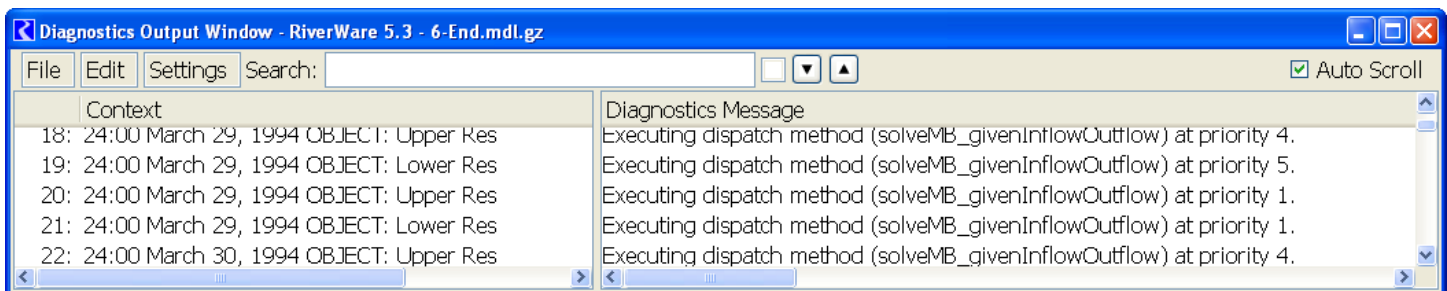 Diagnostics Output Window - RiverWare 5.3 - 6-End.mdl.gz
File Edit Settings Search: Auto Scroll
Context Diagnostics Message
18: 24:00 March 29, 1994 OBJECT: Upper Res Executing dispatch method (solveMB_givenInflowOutflow) at priority 4.
19: 24:00 March 29, 1994 OBJECT: Lower Res Executing dispatch method (solveMB_givenInflowOutflow) at priority 5.
20: 24:00 March 29, 1994 OBJECT: Upper Res Executing dispatch method (solveMB_givenInflowOutflow) at priority 1.
21: 24:00 March 29, 1994 OBJECT: Lower Res Executing dispatch method (solveMB_givenInflowOutflow) at priority 1.
22: 24:00 March 30, 1994 OBJECT: Upper Res Executing dispatch method (solveMB_givenInflowOutflow) at priority 4.